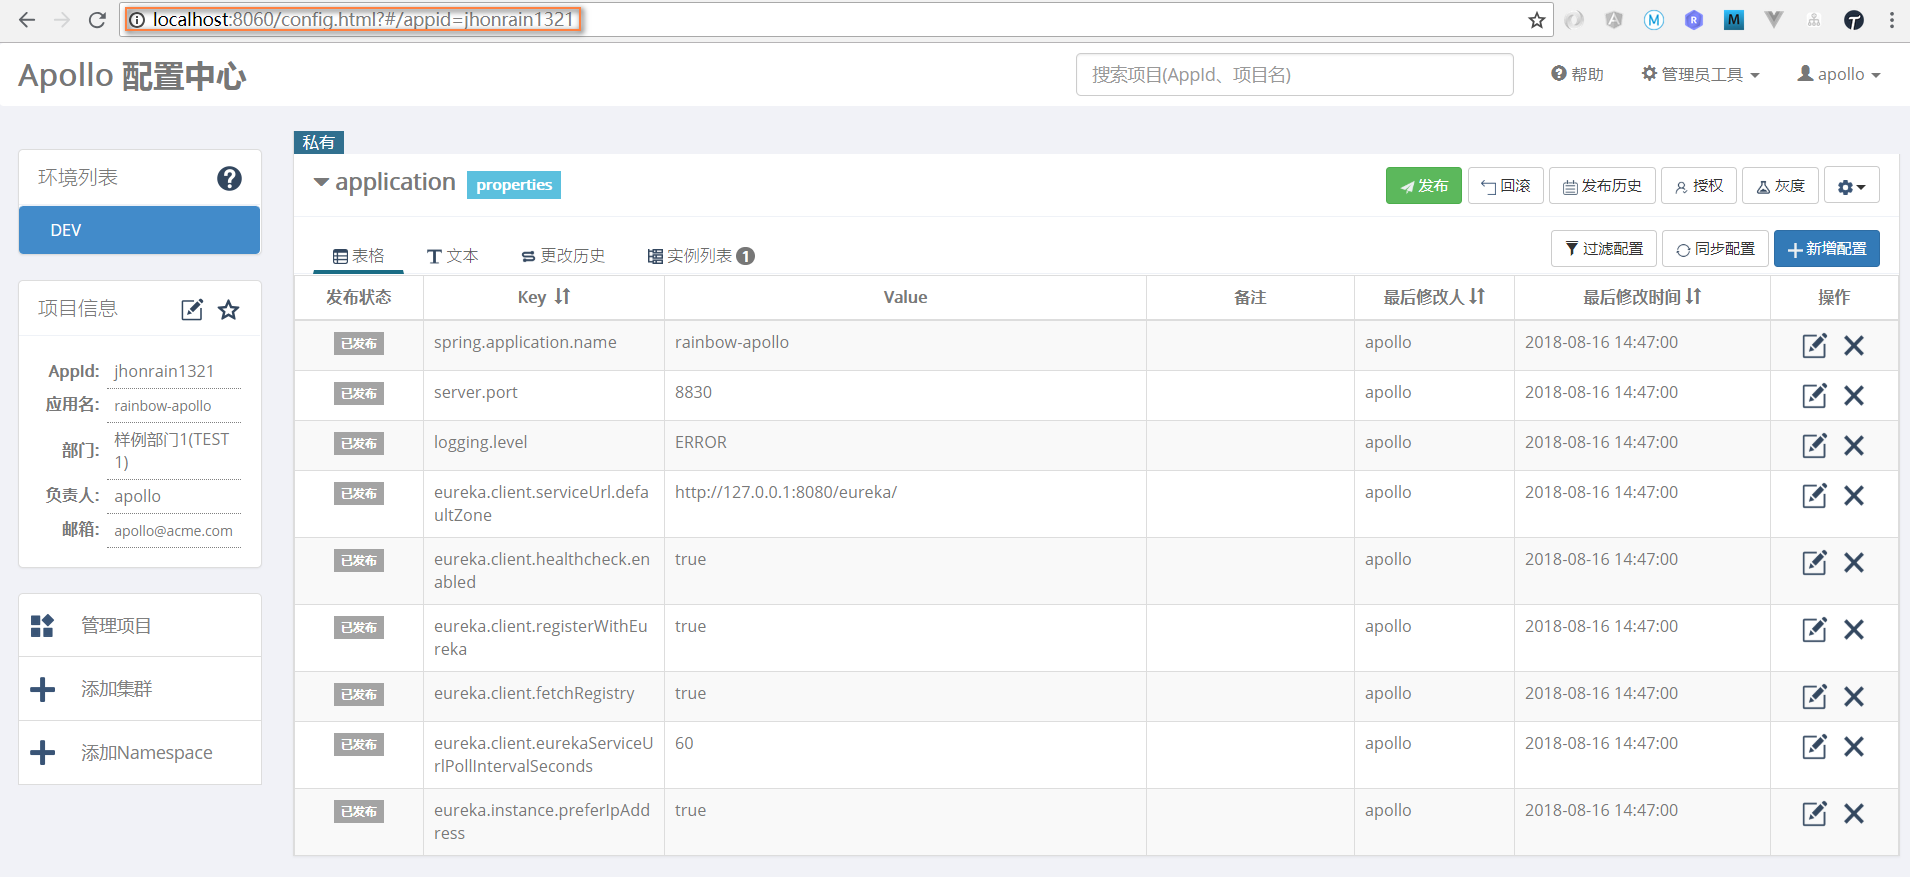 localhost:8060/config.html?#/appid=jhonrain1321
Apollo 配置中心
搜索项目(AppId、项目名)
帮助
管理员工具
apollo
环境列表
DEV
项目信息
AppId: jhonrain1321
应用名: rainbow-apollo
部门: 样例部门1(TEST
1)
负责人: apollo
邮箱: apollo@acme.com
管理项目
添加集群
添加Namespace
私有
application properties
发布 回滚 发布历史 授权 灰度
表格 文本 更改历史 实例列表 1
过滤配置 同步配置 新增配置
发布状态 Key Value 备注 最后修改人 最后修改时间 操作
已发布 spring.application.name rainbow-apollo apollo 2018-08-16 14:47:00
已发布 server.port 8830 apollo 2018-08-16 14:47:00
已发布 logging.level ERROR apollo 2018-08-16 14:47:00
已发布 eureka.client.serviceUrl.defa http://127.0.0.1:8080/eureka/ apollo 2018-08-16 14:47:00
ultZone
已发布 eureka.client.healthcheck.en true apollo 2018-08-16 14:47:00
abled
已发布 eureka.client.registerWithEu true apollo 2018-08-16 14:47:00
reka
已发布 eureka.client.fetchRegistry true apollo 2018-08-16 14:47:00
已发布 eureka.client.eurekaServiceU 60 apollo 2018-08-16 14:47:00
rlPollIntervalSeconds
已发布 eureka.instance.preferIpAdd true apollo 2018-08-16 14:47:00
ress